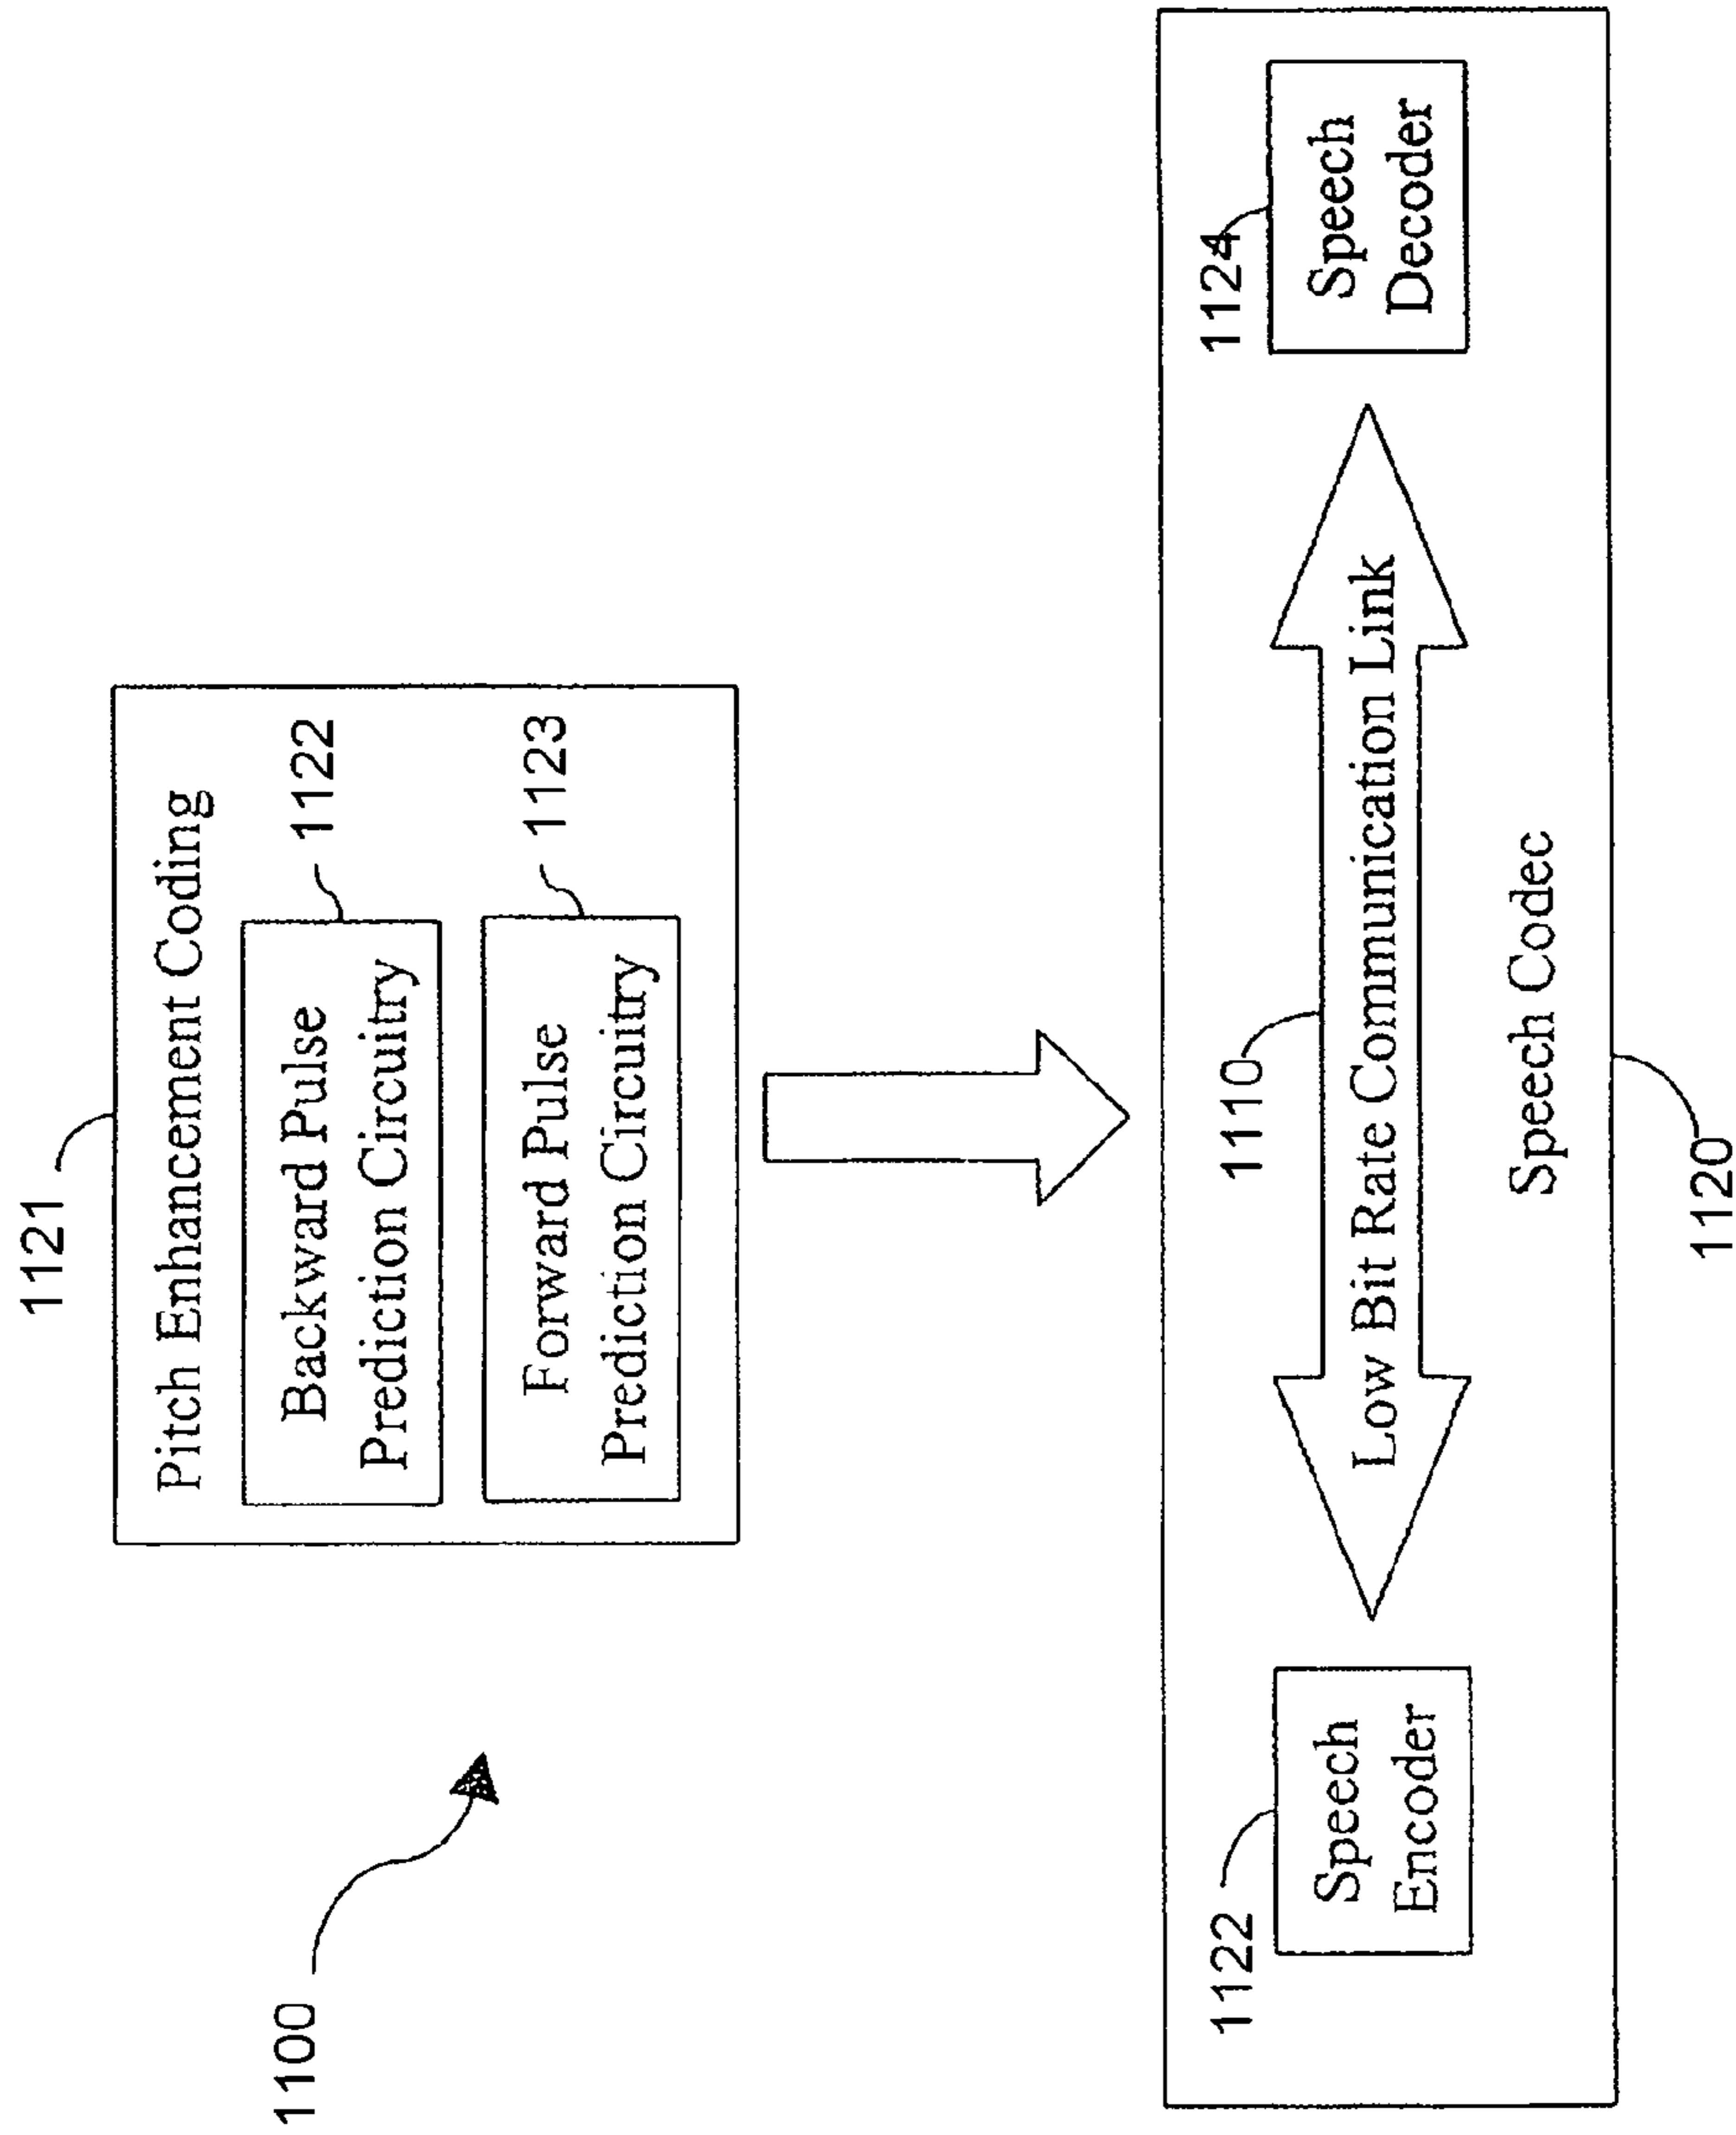 1100
1121
Pitch Enhancement Coding
Backward Pulse
Prediction Circuitry
1122
Forward Pulse
Prediction Circuitry
1123
1122
Speech
Encoder
1110
Low Bit Rate Communication Link
1124
Speech
Decoder
Speech Codec
1120